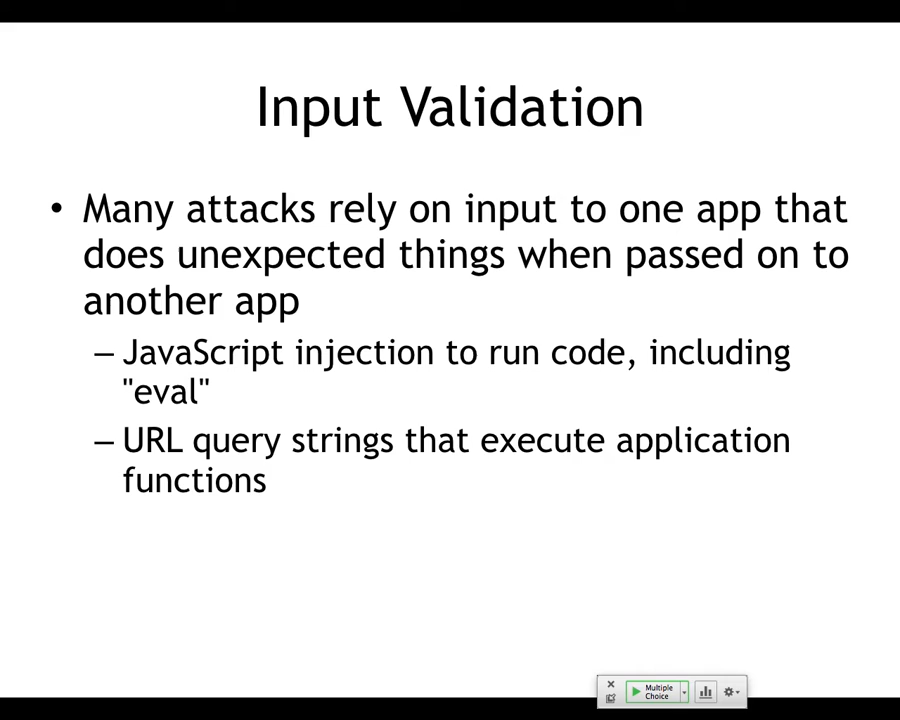 Input Validation
• Many attacks rely on input to one app that
does unexpected things when passed on to
another app
– JavaScript injection to run code, including
"eval"
– URL query strings that execute application
functions
Multiple
Choice